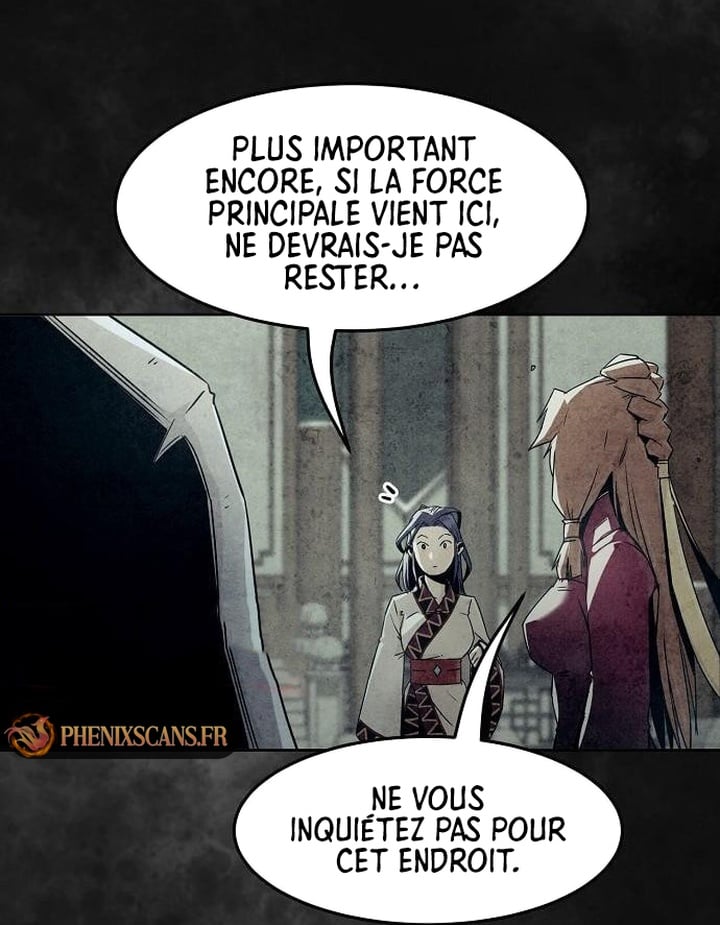 PLUS IMPORTANT
ENCORE, SI LA FORCE
PRINCIPALE VIENT ICI,
NE DEVRAIS-JE PAS
RESTER...
PHENIXSCANS.FR
NE VOUS
INQUIÉTEZ PAS POUR
CET ENDROIT.